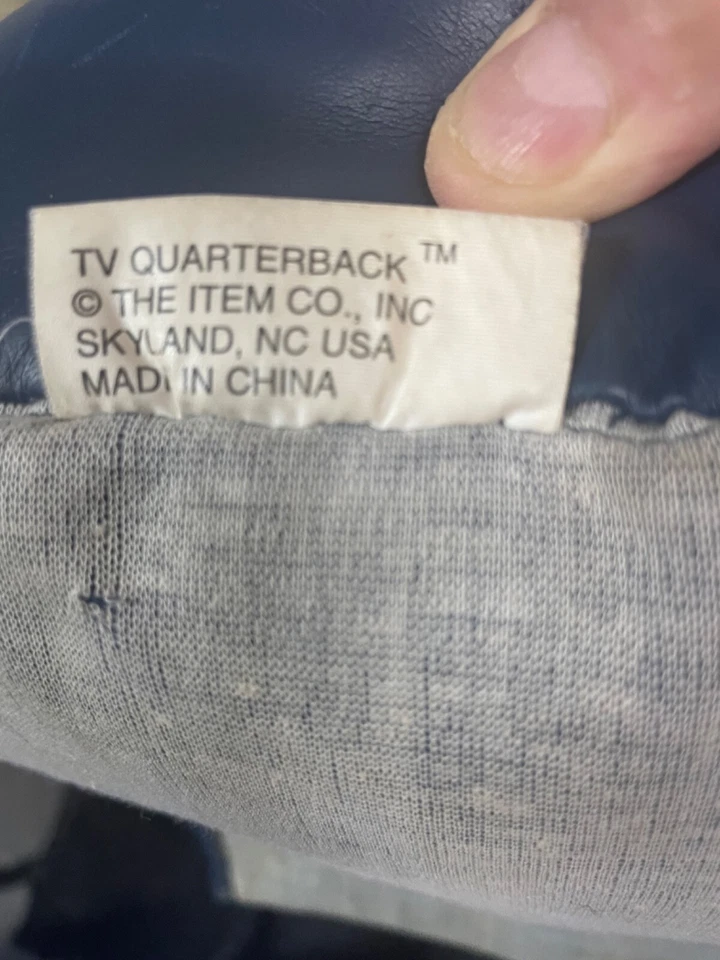 TV QUARTERBACK ™
© THE ITEM CO., INC
SKYLAND, NC USA
MADE IN CHINA